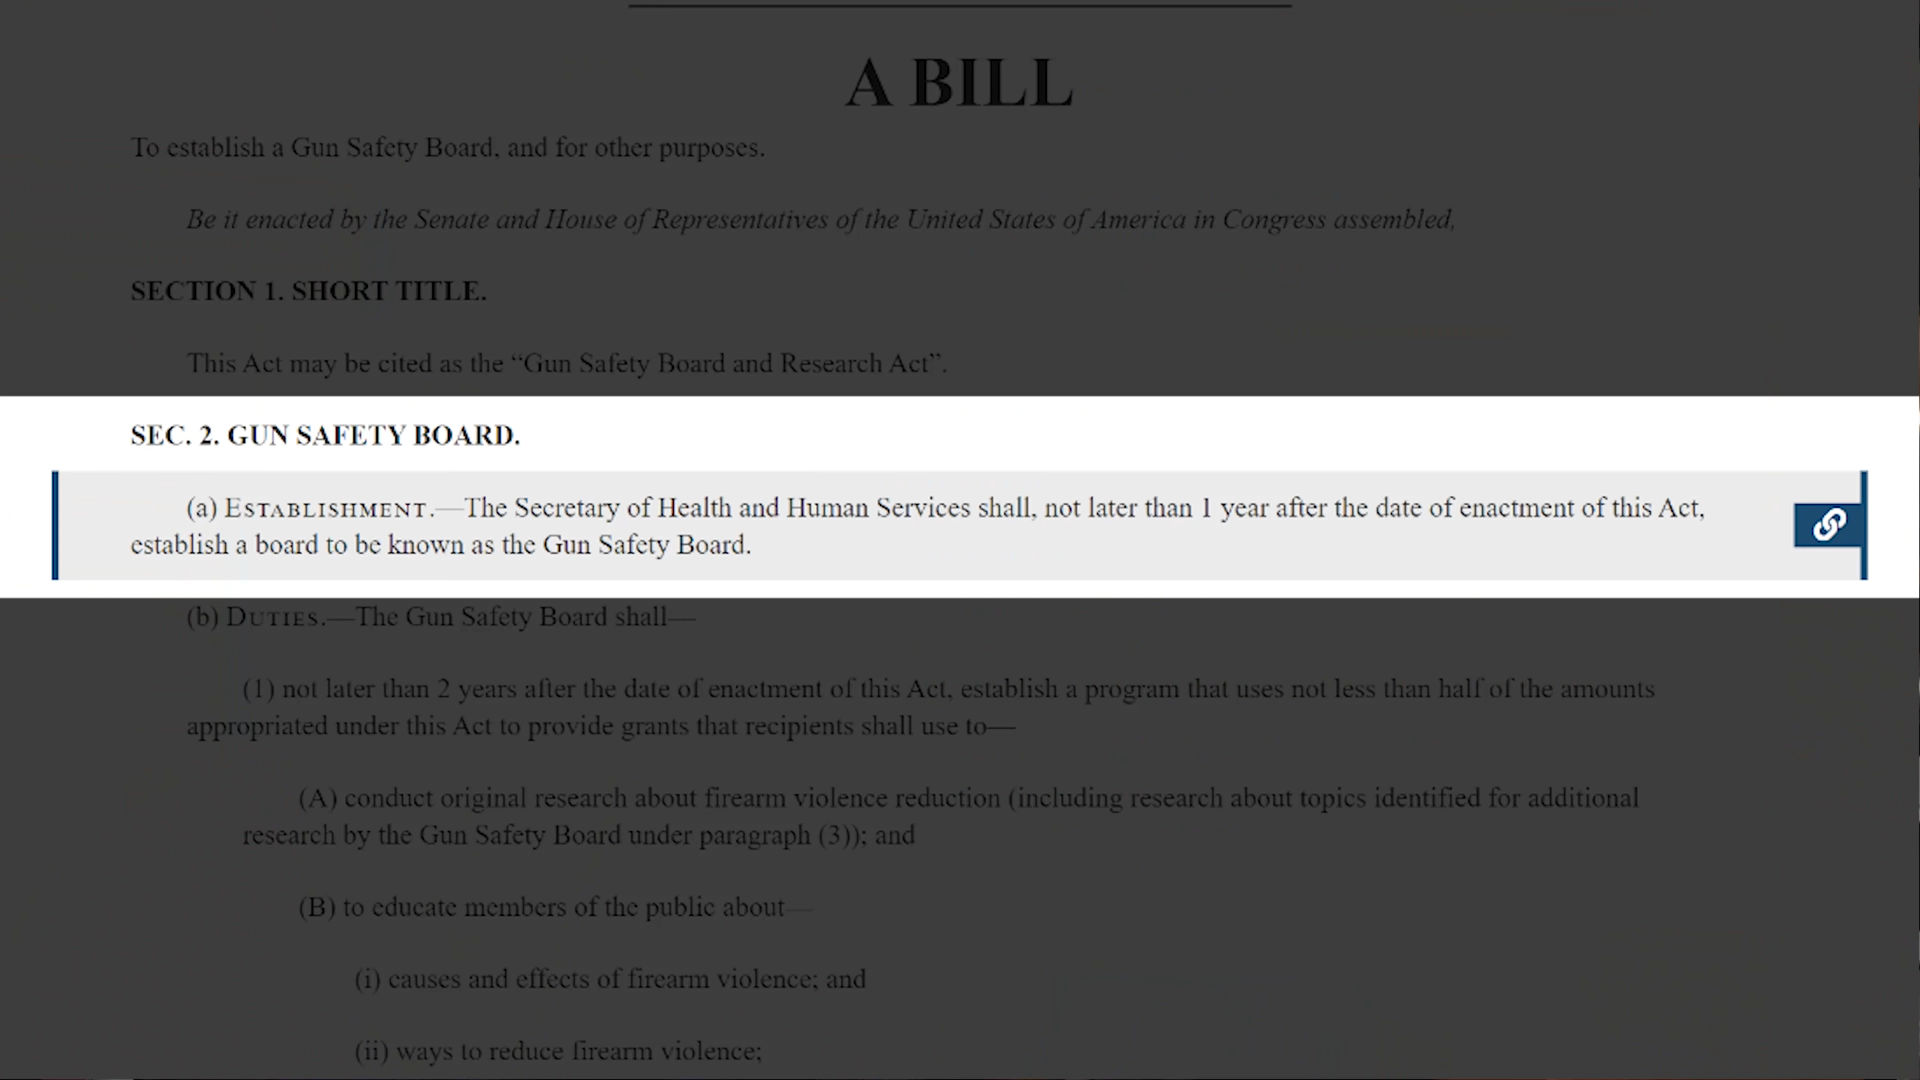 A BILL
To establish a Gun Safety Board, and for other purposes.
Be it enacted by the Senate and House of Representatives of the United States of America in Congress assembled,
SECTION 1. SHORT TITLE.
This Act may be cited as the “Gun Safety Board and Research Act”.
SEC. 2. GUN SAFETY BOARD.
(a) ESTABLISHMENT.—The Secretary of Health and Human Services shall, not later than 1 year after the date of enactment of this Act,
establish a board to be known as the Gun Safety Board.
(b) DUTIES.—The Gun Safety Board shall—
(1) not later than 2 years after the date of enactment of this Act, establish a program that uses not less than half of the amounts
appropriated under this Act to provide grants that recipients shall use to—
(A) conduct original research about firearm violence reduction (including research about topics identified for additional
research by the Gun Safety Board under paragraph (3)); and
(B) to educate members of the public about—
(i) causes and effects of firearm violence; and
(ii) ways to reduce firearm violence;